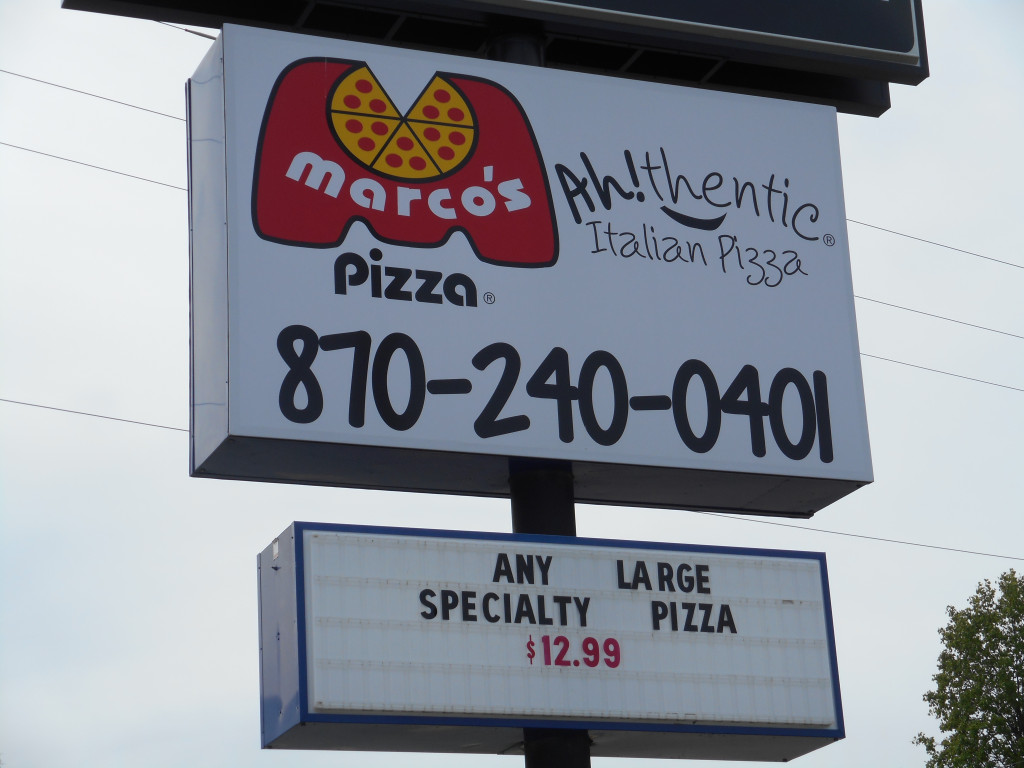 marco's
Pizza®
Ah!thentic®
Italian Pizza
870-240-0401
ANY LARGE
SPECIALTY PIZZA
$12.99